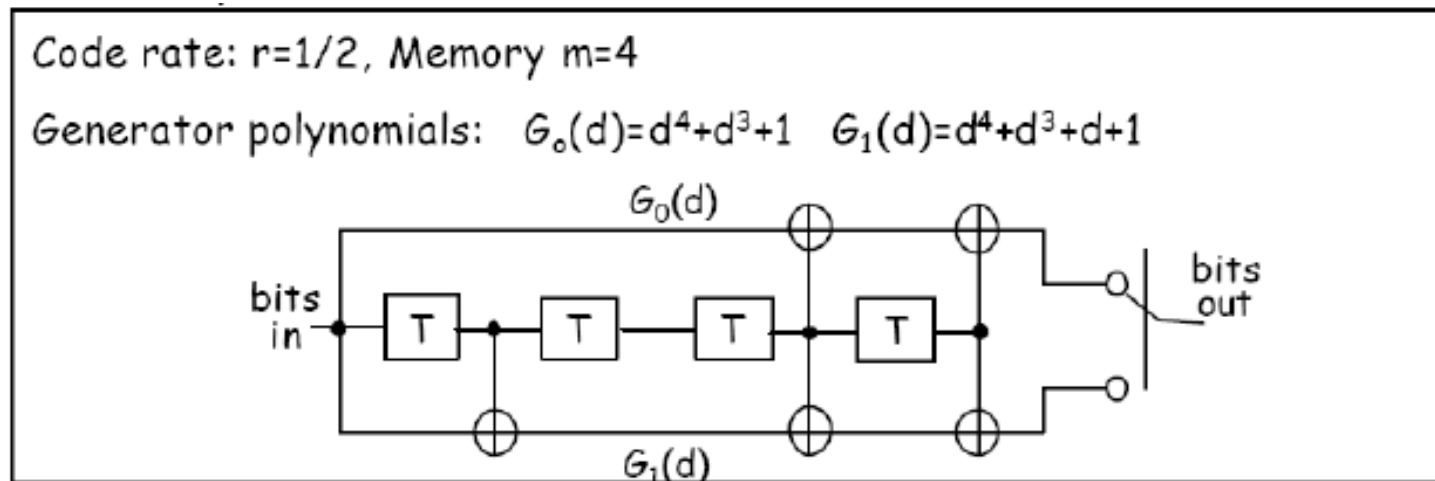 Code rate: r=1/2, Memory m=4
Generator polynomials: G₀(d)=d⁴+d³+1 G₁(d)=d⁴+d³+d+1
G₀(d)
bits
in
T
T
T
T
bits
out
G₁(d)